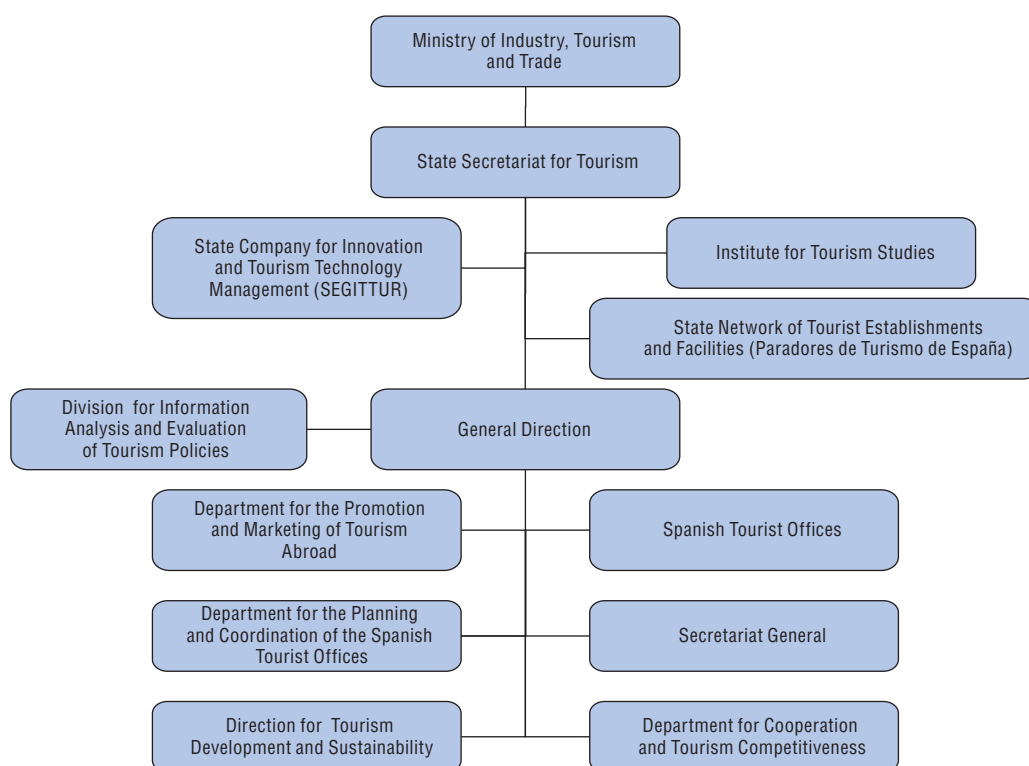 Ministry of Industry, Tourism
and Trade
State Secretariat for Tourism
State Company for Innovation
and Tourism Technology
Management (SEGITTUR)
Institute for Tourism Studies
State Network of Tourist Establishments
and Facilities (Paradores de Turismo de España)
Division for Information
Analysis and Evaluation
of Tourism Policies
General Direction
Department for the Promotion
and Marketing of Tourism
Abroad
Spanish Tourist Offices
Department for the Planning
and Coordination of the Spanish
Tourist Offices
Secretariat General
Direction for Tourism
Development and Sustainability
Department for Cooperation
and Tourism Competitiveness